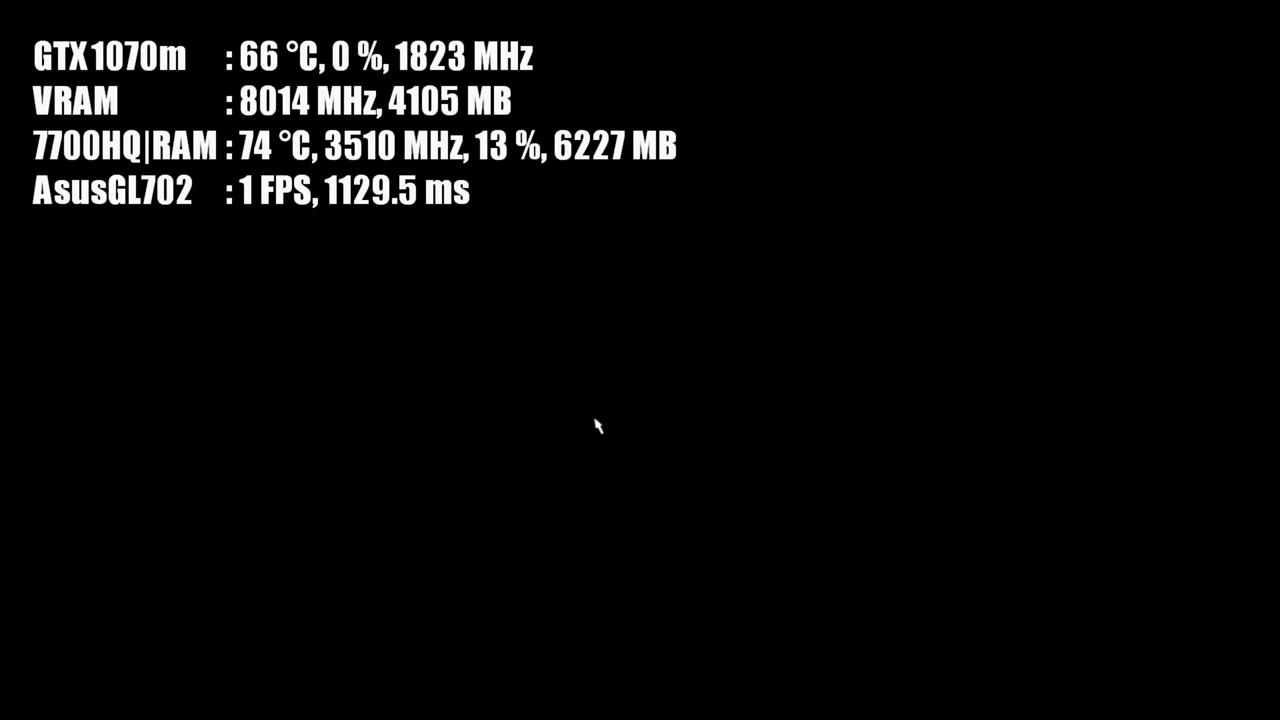 GTX1070m : 66 °C, 0 %, 1823 MHz
VRAM : 8014 MHz, 4105 MB
7700HQ|RAM : 74 °C, 3510 MHz, 13 %, 6227 MB
AsusGL702 : 1 FPS, 1129.5 ms